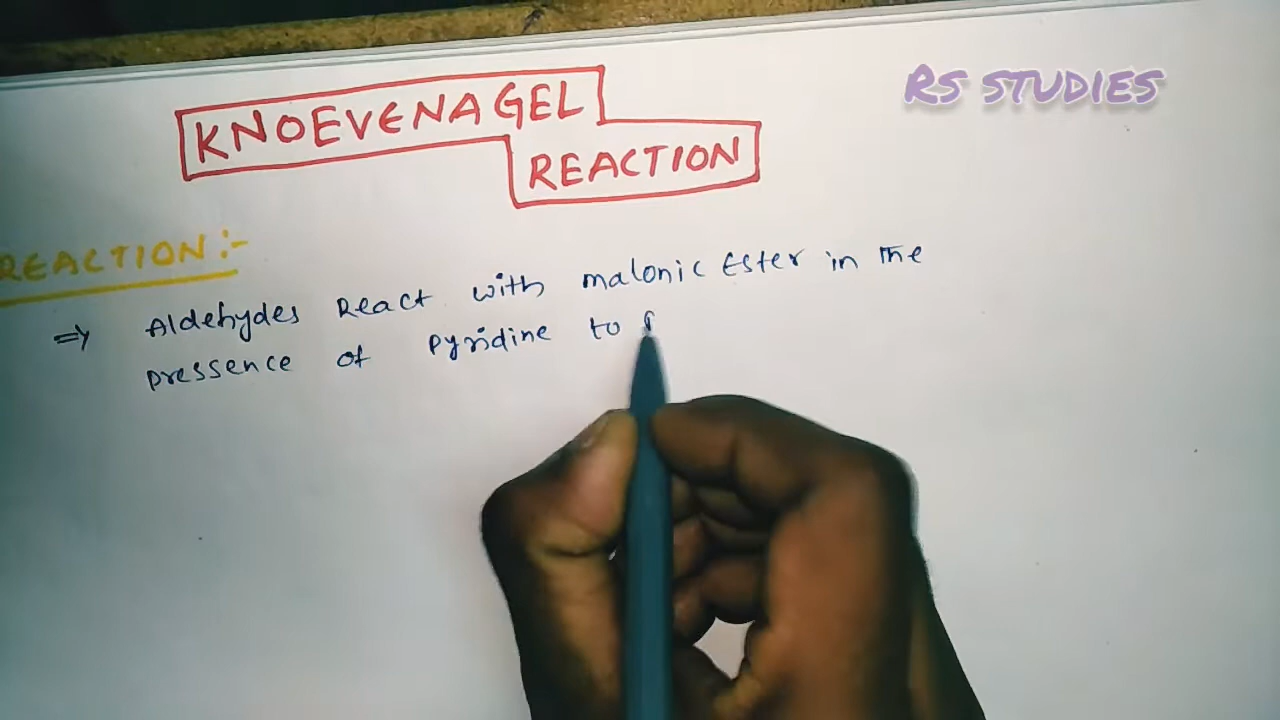 RS STUDIES
KNOEVENAGEL
REACTION
REACTION :-
⇒ Aldehydes React with malonic Ester in the
pressence of pyridine to